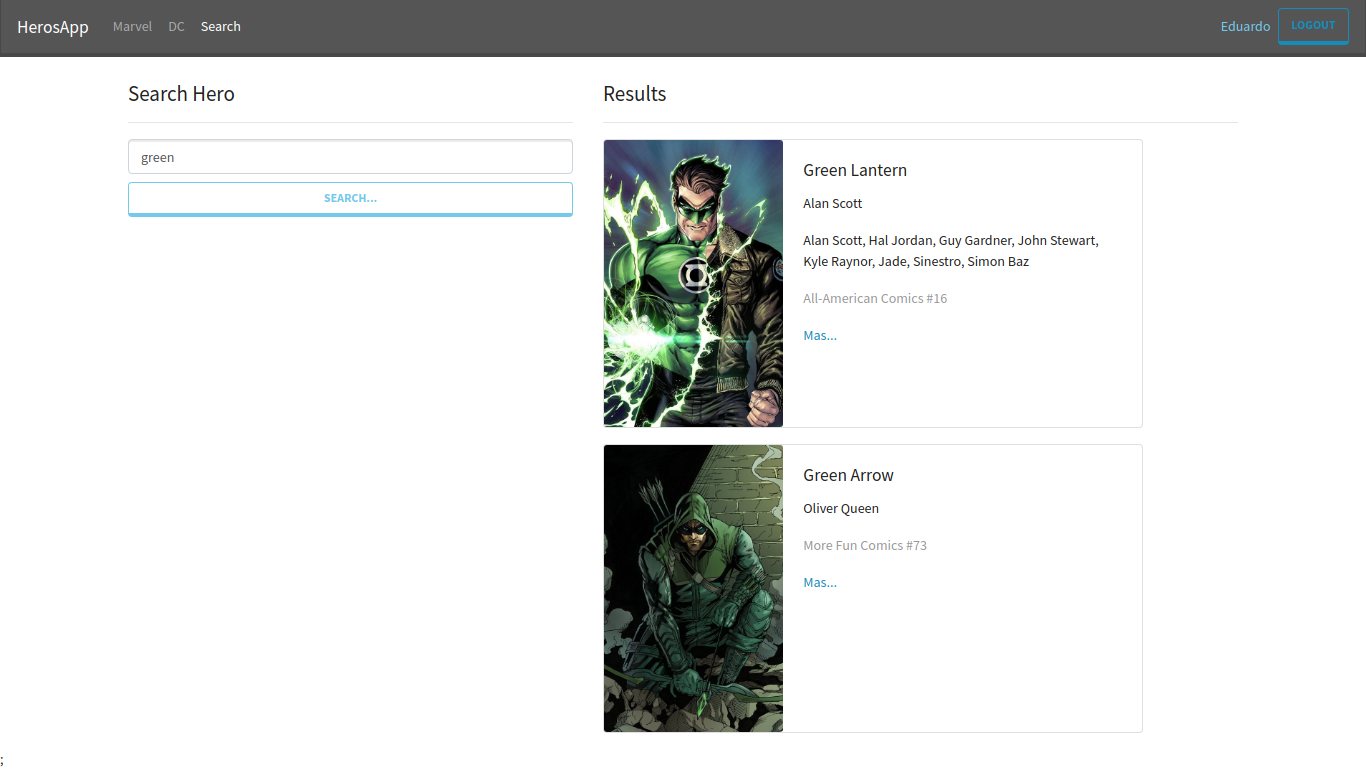 HerosApp Marvel DC Search Eduardo LOGOUT
Search Hero
green
SEARCH...
Results
Green Lantern
Alan Scott
Alan Scott, Hal Jordan, Guy Gardner, John Stewart,
Kyle Raynor, Jade, Sinestro, Simon Baz
All-American Comics #16
Mas...
Green Arrow
Oliver Queen
More Fun Comics #73
Mas...
;